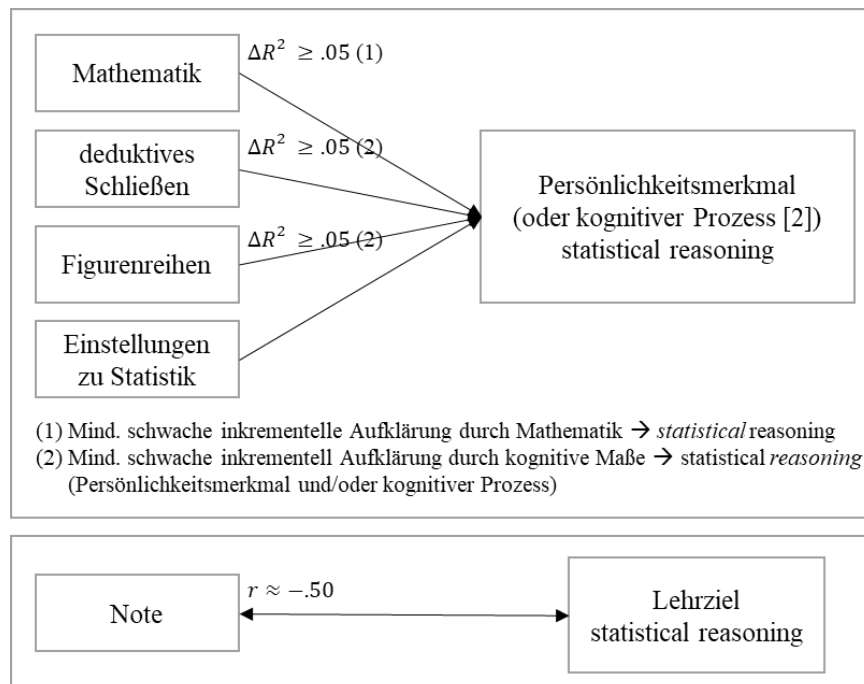 Mathematik
ΔR² ≥ .05 (1)
deduktives
Schließen
ΔR² ≥ .05 (2)
Figurenreihen
ΔR² ≥ .05 (2)
Einstellungen
zu Statistik
Persönlichkeitsmerkmal
(oder kognitiver Prozess [2])
statistical reasoning
(1) Mind. schwache inkrementelle Aufklärung durch Mathematik → statistical reasoning
(2) Mind. schwache inkrementell Aufklärung durch kognitive Maße → statistical reasoning
(Persönlichkeitsmerkmal und/oder kognitiver Prozess)
Note
r ≈ −.50
Lehrziel
statistical reasoning